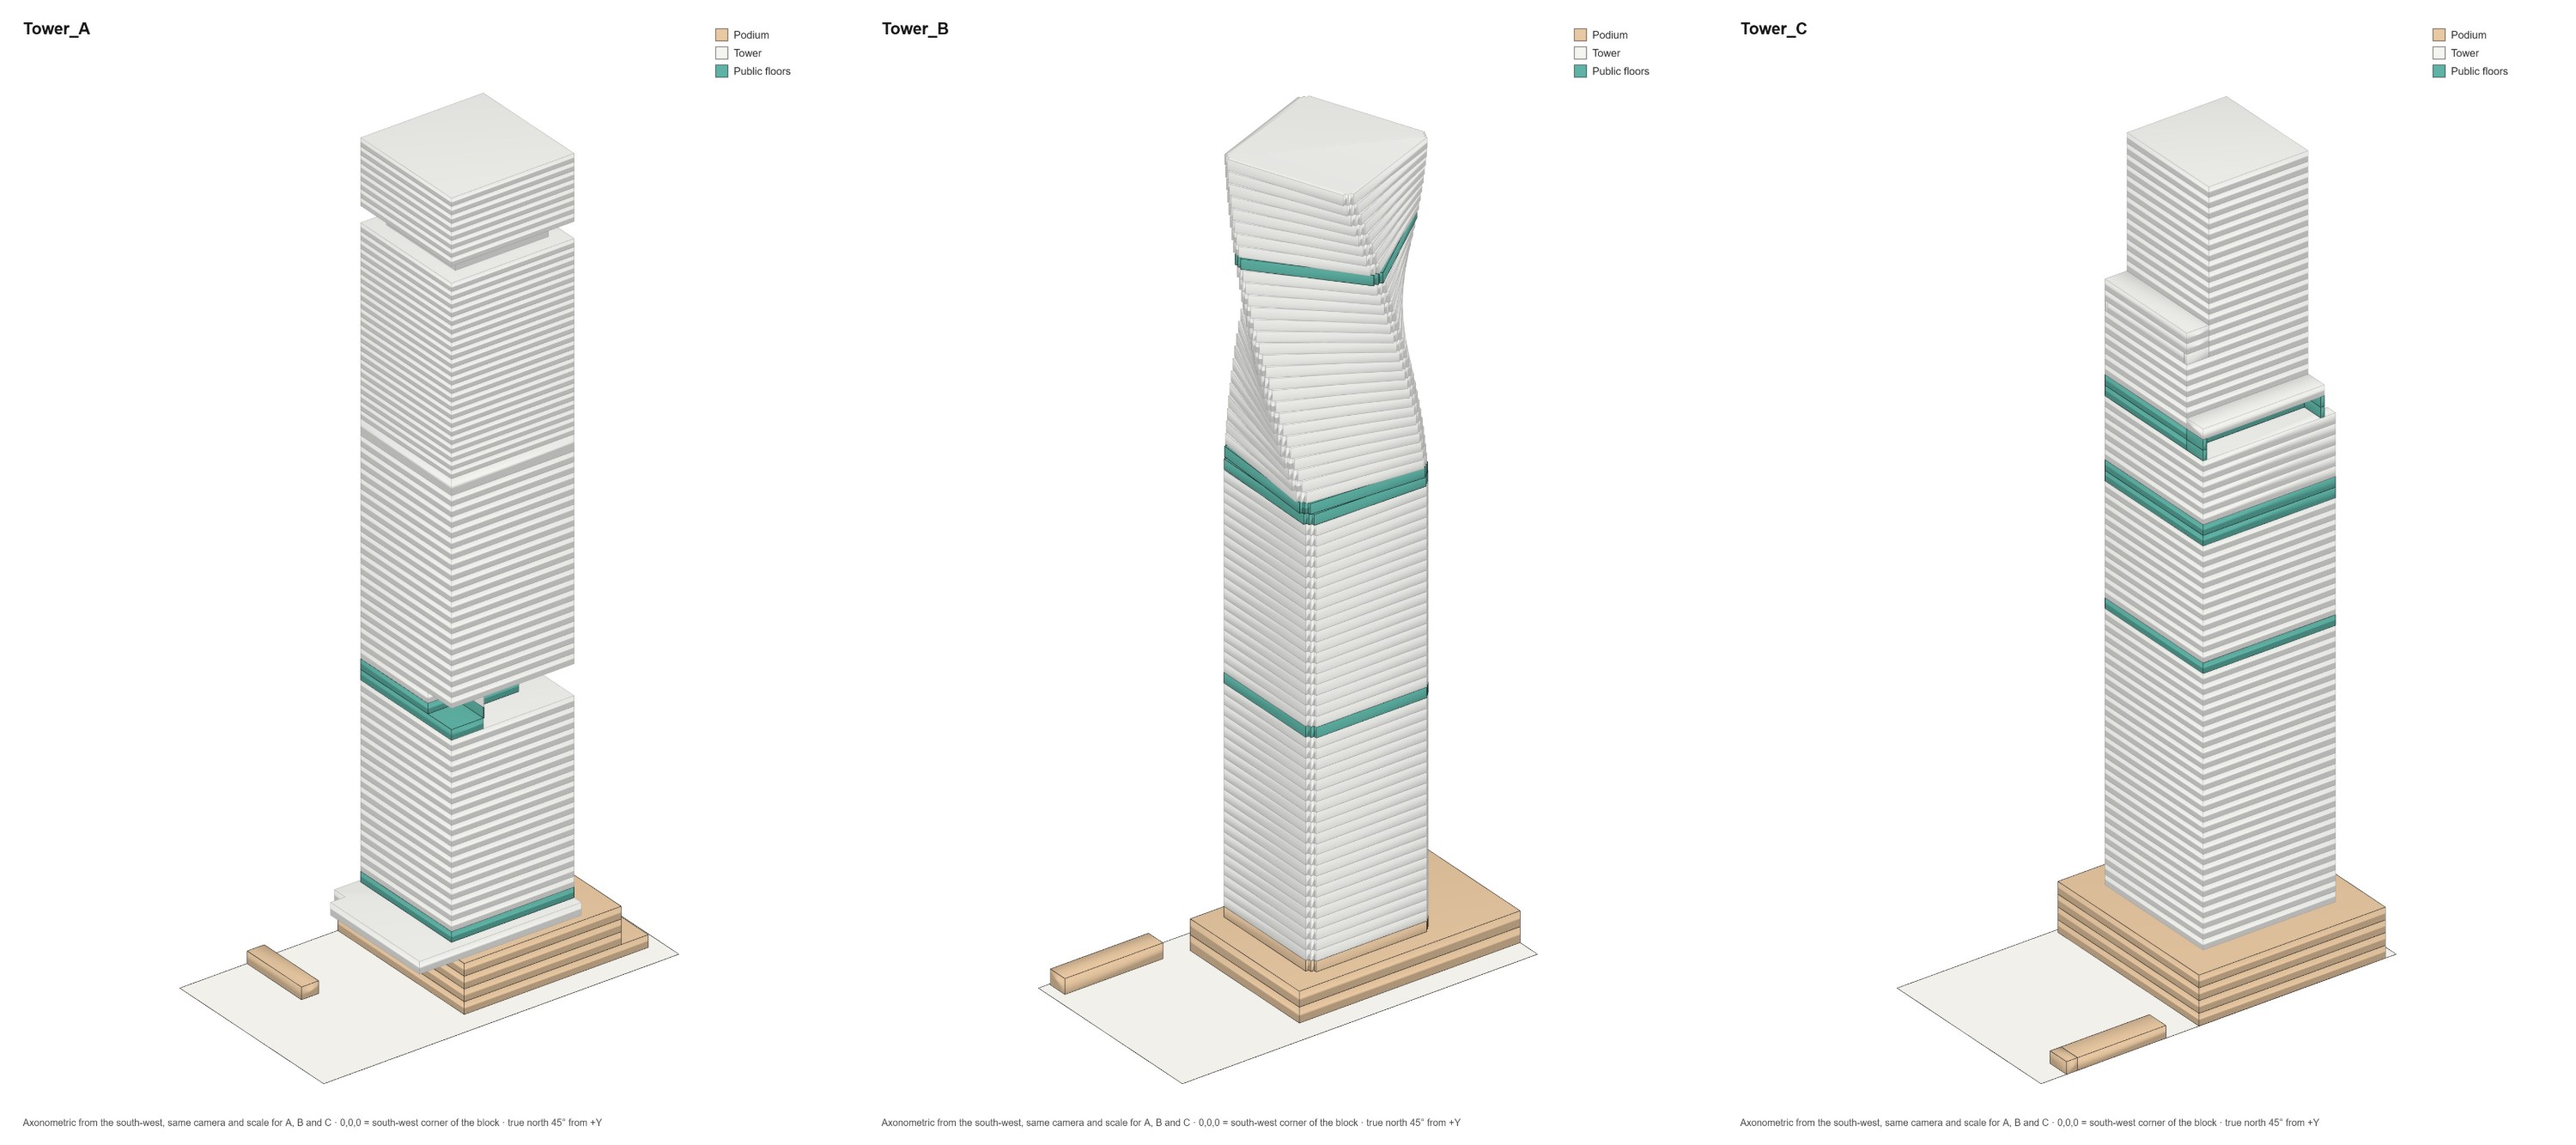 Tower_A
Podium
Tower
Public floors
Axonometric from the south-west, same camera and scale for A, B and C · 0,0,0 = south-west corner of the block · true north 45° from +Y
Tower_B
Podium
Tower
Public floors
Axonometric from the south-west, same camera and scale for A, B and C · 0,0,0 = south-west corner of the block · true north 45° from +Y
Tower_C
Podium
Tower
Public floors
Axonometric from the south-west, same camera and scale for A, B and C · 0,0,0 = south-west corner of the block · true north 45° from +Y